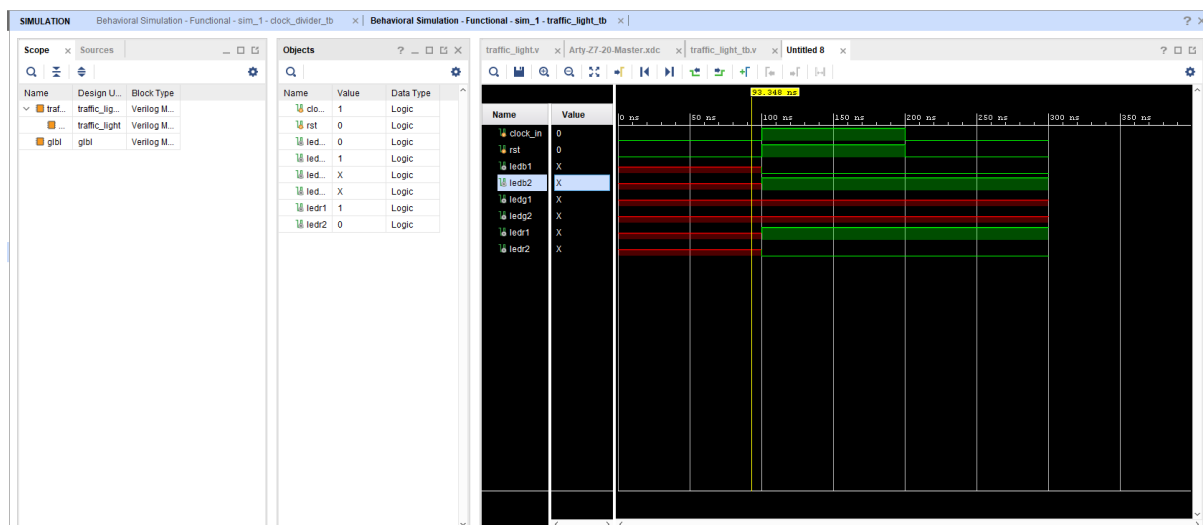 SIMULATION Behavioral Simulation - Functional - sim_1 - clock_divider_tb × Behavioral Simulation - Functional - sim_1 - traffic_light_tb × ? ×
Scope × Sources
Objects ? _
traffic_light.v × Arty-Z7-20-Master.xdc × traffic_light_tb.v × Untitled 8 × ?
Name Design U... Block Type
traf... traffic_lig... Verilog M...
... traffic_light Verilog M...
glbl glbl Verilog M...
Name Value Data Type
clo... 1 Logic
rst 0 Logic
led... 0 Logic
led... 1 Logic
led... X Logic
led... X Logic
ledr1 1 Logic
ledr2 0 Logic
93.348 ns
Name Value
0 ns 50 ns 100 ns 150 ns 200 ns 250 ns 300 ns 350 ns
clock_in 0
rst 0
ledb1 X
ledb2 X
ledg1 X
ledg2 X
ledr1 X
ledr2 X